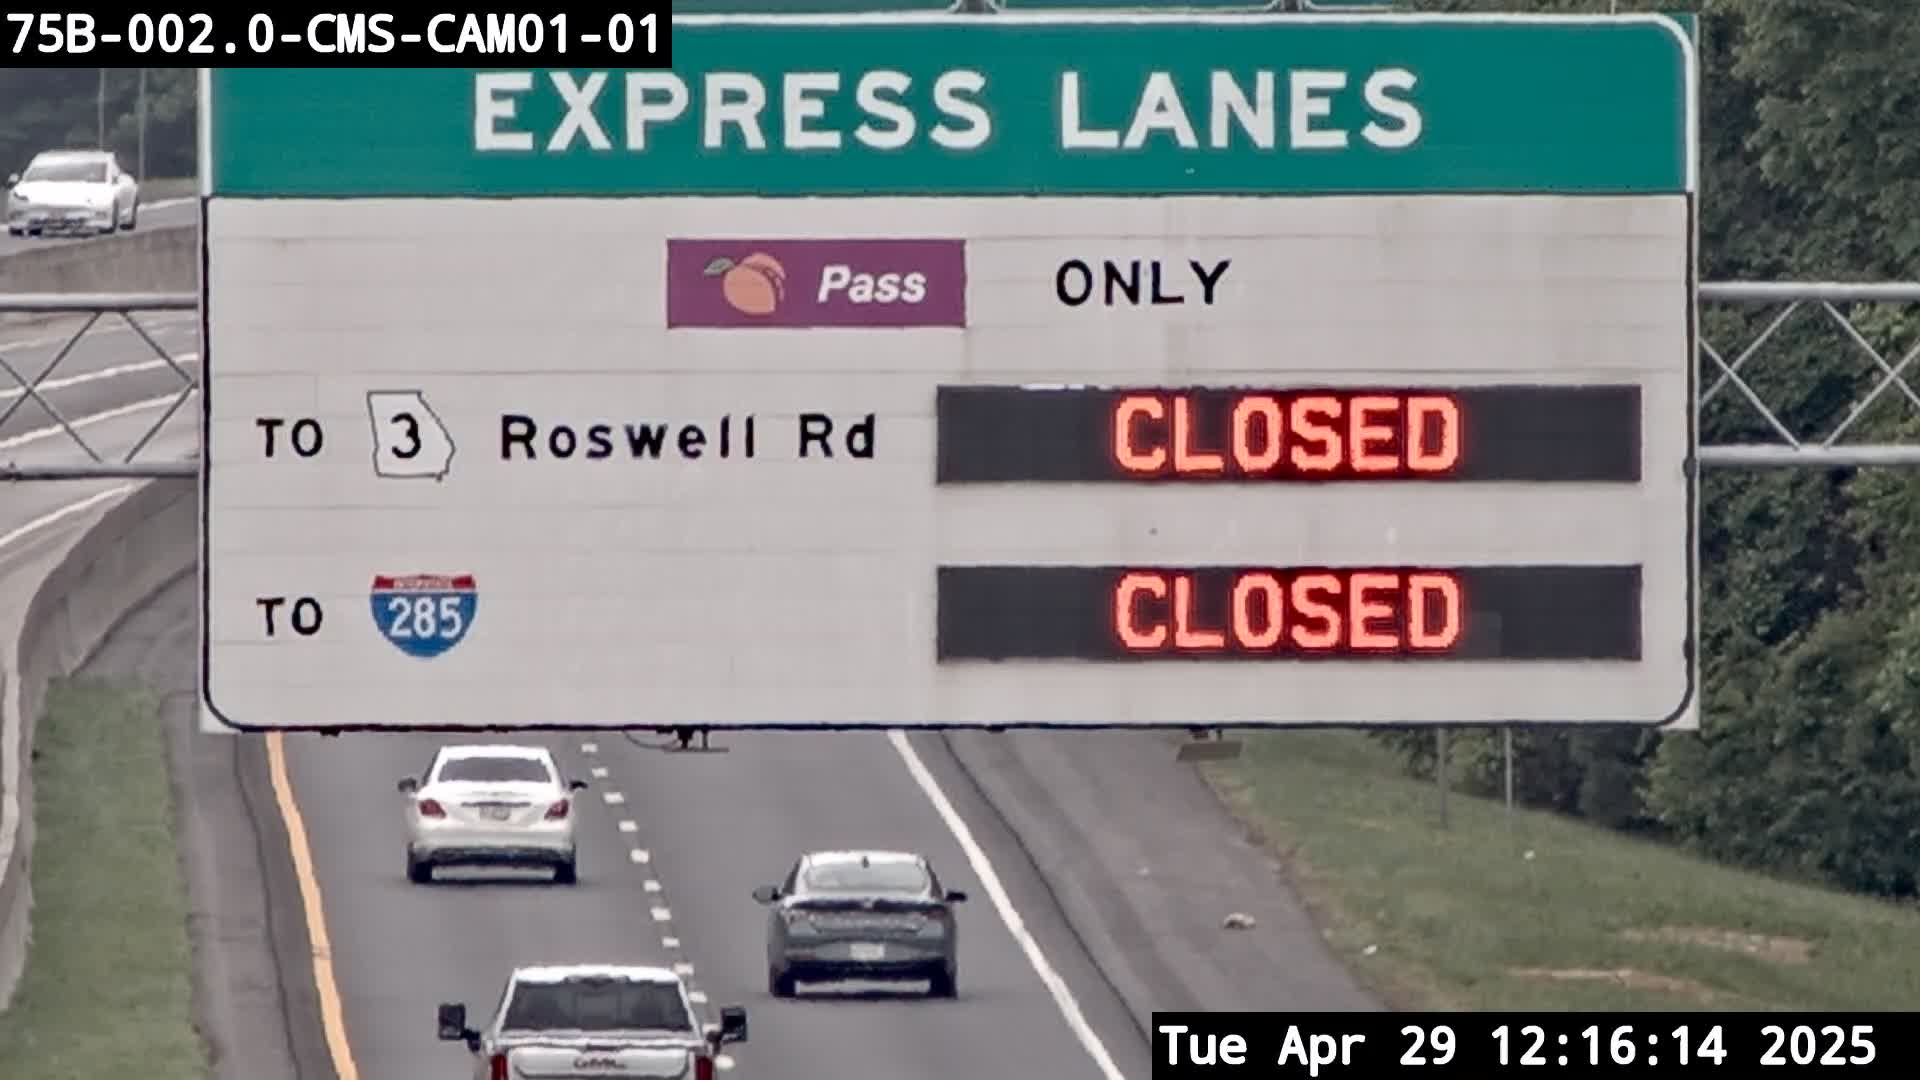 75B-002.0-CMS-CAM01-01
EXPRESS LANES
Pass ONLY
TO 3 Roswell Rd CLOSED
TO 285 CLOSED
Tue Apr 29 12:16:14 2025